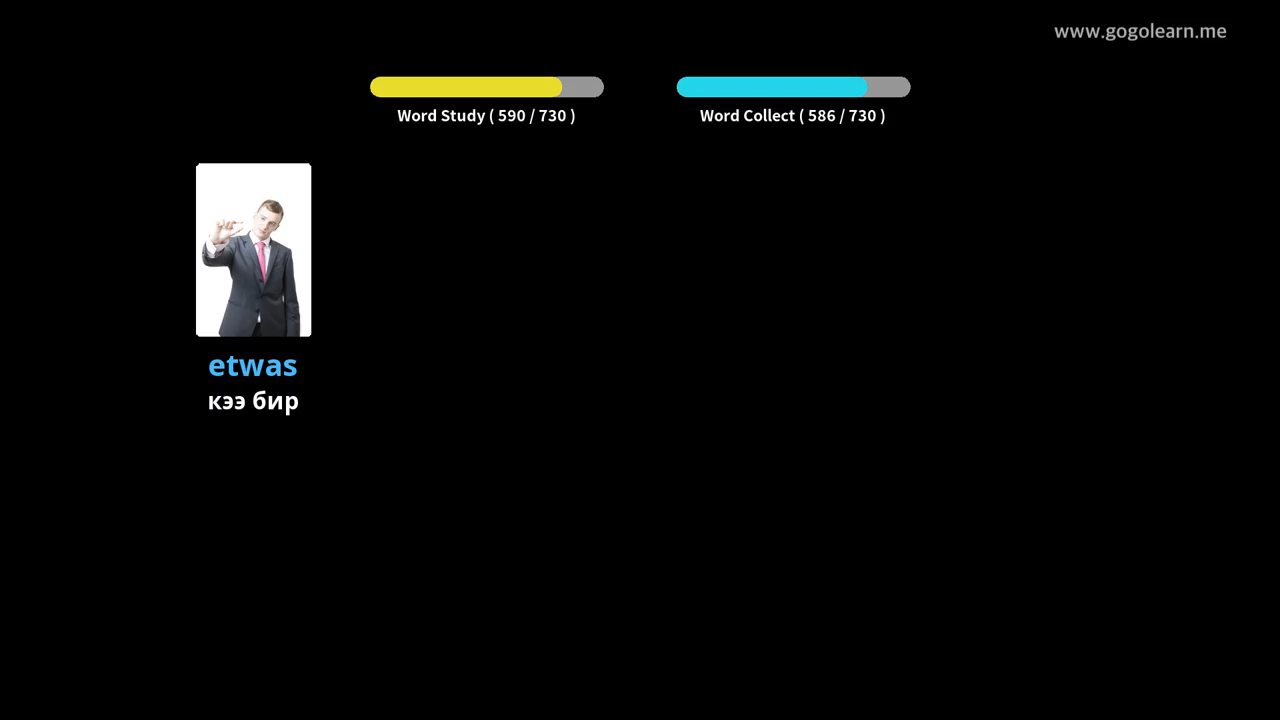 www.gogolearn.me
Word Study ( 590 / 730 )
Word Collect ( 586 / 730 )
etwas
кээ бир